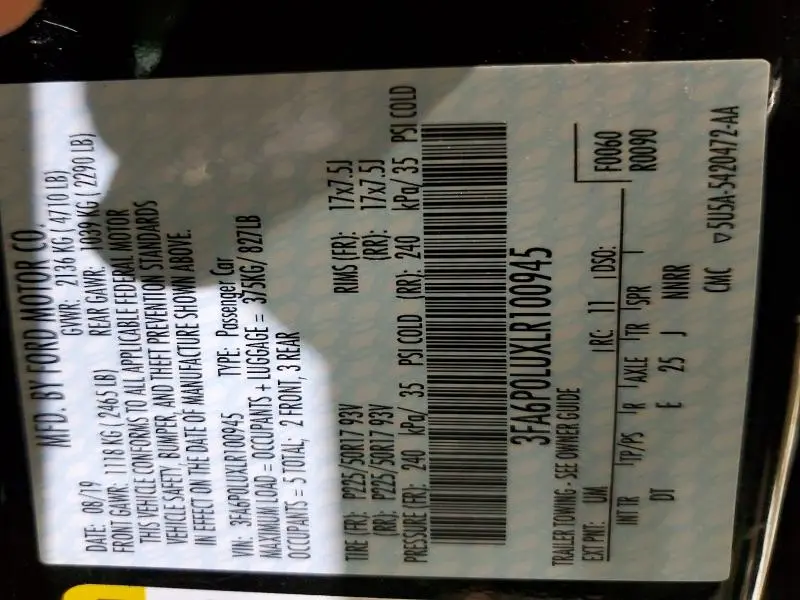 MFD. BY FORD MOTOR CO.
DATE: 08/19 GVWR: 2136 KG (4710 LB)
FRONT GAWR: 1118 KG (2465 LB) REAR GAWR: 1039 KG (2290 LB)
THIS VEHICLE CONFORMS TO ALL APPLICABLE FEDERAL MOTOR
VEHICLE SAFETY, BUMPER, AND THEFT PREVENTION STANDARDS
IN EFFECT ON THE DATE OF MANUFACTURE SHOWN ABOVE.
VIN: 3FA6P0LUXLR100945 TYPE: Passenger Car
MAXIMUM LOAD = OCCUPANTS + LUGGAGE = 375KG/ 827LB
OCCUPANTS = 5 TOTAL; 2 FRONT, 3 REAR
TIRE (FR): P225/50R17 93V RIMS (FR): 17x7.5J
(RR): P225/50R17 93V (RR): 17x7.5J
PRESSURE (FR): 240 kPa/ 35 PSI COLD (RR): 240 kPa/ 35 PSI COLD
3FA6P0LUXLR100945
TRAILER TOWING - SEE OWNER GUIDE
F0060
EXT PNT: UM RC: 11 DSO: R0090
INT TR TP/PS R AXLE TR SPR
DT E 25 J NNRR
CMC ▽5U5A-5420472-AA